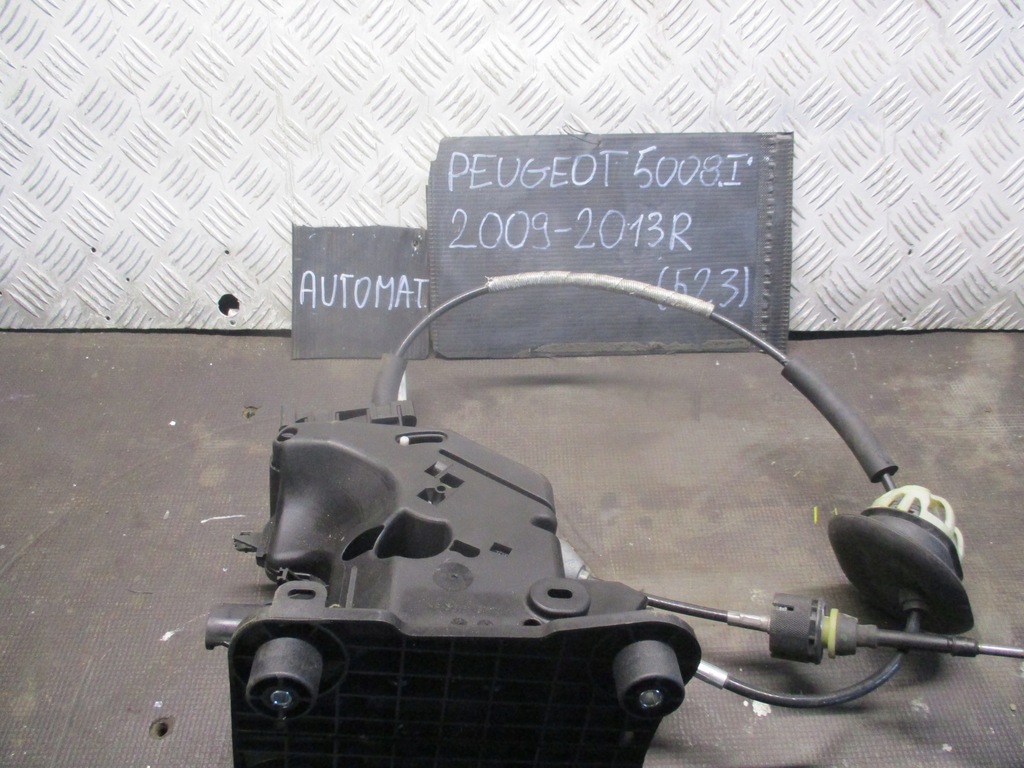 PEUGEOT 5008.I'
2009-2013R
(523)
AUTOMAT.